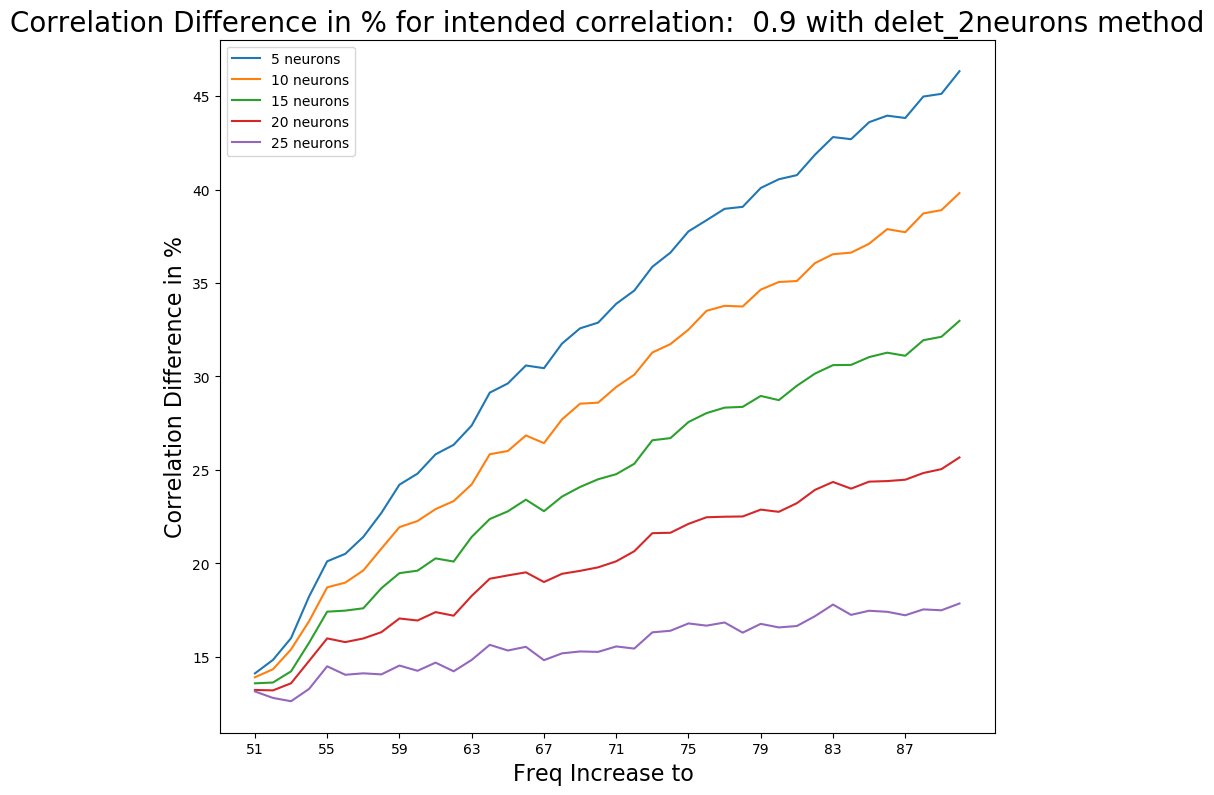 Correlation Difference in % for intended correlation:  0.9 with delet_2neurons method
5 neurons
10 neurons
15 neurons
20 neurons
25 neurons
45
40
35
30
25
20
15
Correlation Difference in %
51 55 59 63 67 71 75 79 83 87
Freq Increase to